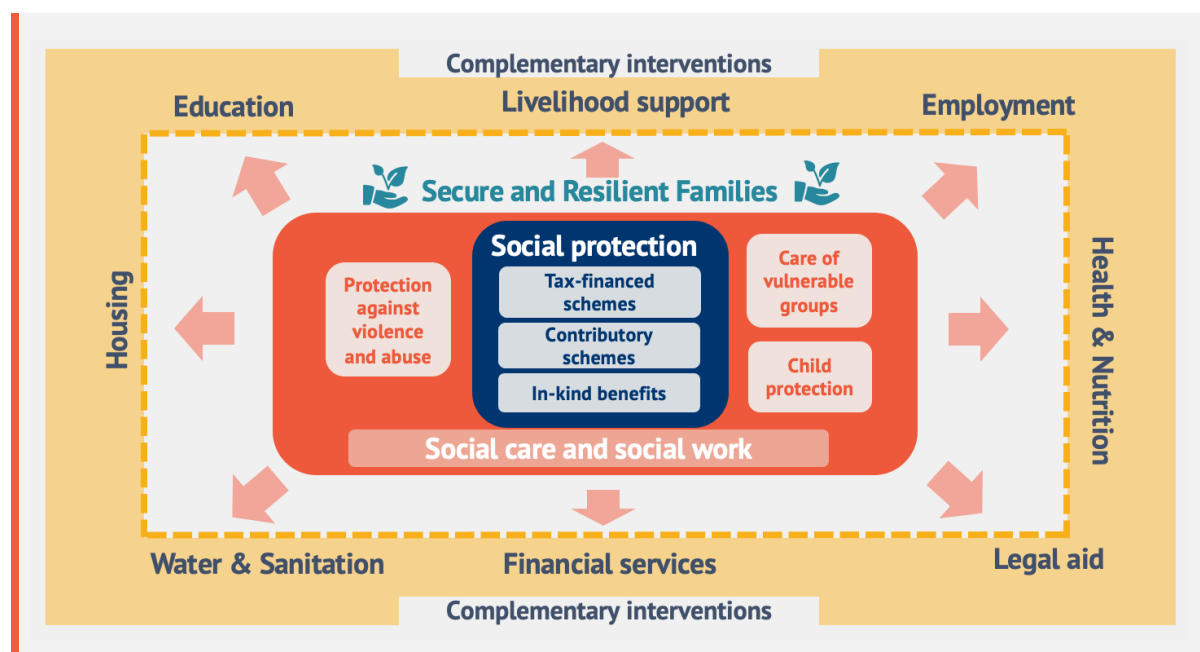 Complementary interventions
Education
Livelihood support
Employment
Secure and Resilient Families
Housing
Protection
against
violence
and abuse
Social protection
Tax-financed
schemes
Contributory
schemes
In-kind benefits
Care of
vulnerable
groups
Child
protection
Health & Nutrition
Social care and social work
Water & Sanitation
Financial services
Legal aid
Complementary interventions